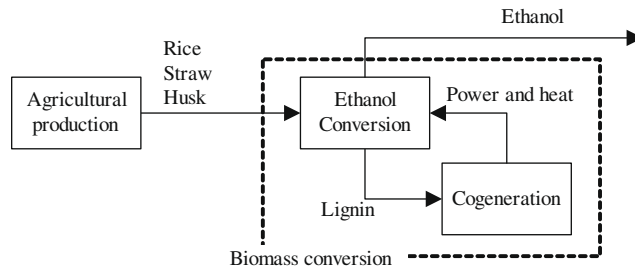 Ethanol
Rice
Straw
Husk
Agricultural
production
Ethanol
Conversion
Power and heat
Lignin
Cogeneration
Biomass conversion